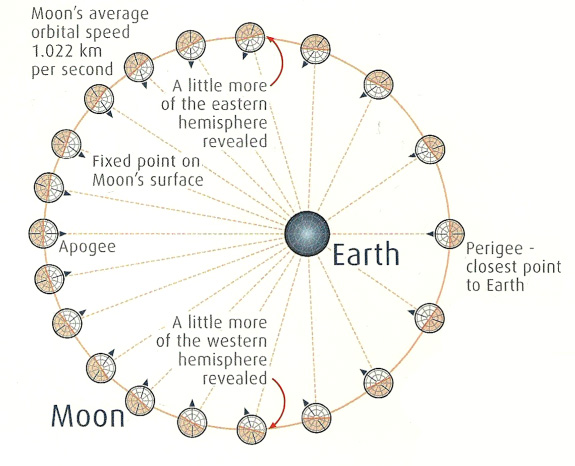 Moon's average
orbital speed
1.022 km
per second
A little more
of the eastern
hemisphere
revealed
Fixed point on
Moon's surface
Apogee
Earth
Perigee -
closest point
to Earth
A little more
of the western
hemisphere
revealed
Moon